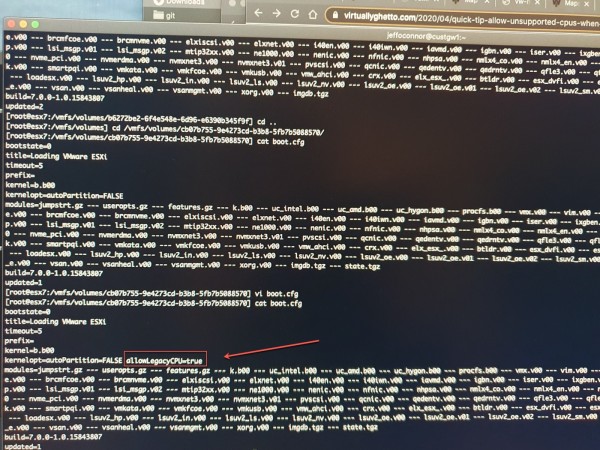 Downloads
git
virtuallyghetto.com/2020/04/quick-tip-allow-unsupported-cpus-when-
jeffoconnor@custgw1:~
e.v00 --- brcmfcoe.v00 --- brcmnvme.v00 --- elxiscsi.v00 --- elxnet.v00 --- i40en.v00 --- i40iwn.v00 --- iavmd.v00 --- igbn.v00 --- iser.v00 --- ixgben.
p.v00 --- lsi_msgp.v01 --- lsi_msgp.v02 --- mtip32xx.v00 --- ne1000.v00 --- nenic.v00 --- nfnic.v00 --- nhpsa.v00 --- nmlx4_co.v00 --- nmlx4_en.v00
0 --- nvme_pci.v00 --- nvmerdma.v00 --- nvmxnet3.v00 --- nvmxnet3.v01 --- pvscsi.v00 --- qcnic.v00 --- qedentv.v00 --- qedrntv.v00 --- qfle3.v00
.v00 --- smartpqi.v00 --- vmkata.v00 --- vmkfcoe.v00 --- vmkusb.v00 --- vmw_ahci.v00 --- crx.v00 --- elx_esx_.v00 --- btldr.v00 --- esx_dvfi.v00
--- loadesx.v00 --- lsuv2_hp.v00 --- lsuv2_in.v00 --- lsuv2_ls.v00 --- lsuv2_nv.v00 --- lsuv2_oe.v00 --- lsuv2_oe.v01 --- lsuv2_oe.v02 --- lsuv2_sm.v00
_e.v00 --- vsan.v00 --- vsanheal.v00 --- vsanmgmt.v00 --- xorg.v00 --- imgdb.tgz --- state.tgz
build=7.0.0-1.0.15843807
updated=2
[root@esx7:/vmfs/volumes/b6272be2-6f4e548e-6d96-e6390b345f9f] cd ..
[root@esx7:/vmfs/volumes] cd /vmfs/volumes/cb07b755-9e4273cd-b3b8-5fb7b5088570/
[root@esx7:/vmfs/volumes/cb07b755-9e4273cd-b3b8-5fb7b5088570] cat boot.cfg
bootstate=0
title=Loading VMware ESXi
timeout=5
prefix=
kernel=b.b00
kernelopt=autoPartition=FALSE
modules=jumpstrt.gz --- useropts.gz --- features.gz --- k.b00 --- uc_intel.b00 --- uc_amd.b00 --- uc_hygon.b00 --- procfs.b00 --- vmx.v00 --- vim.v00
e.v00 --- brcmfcoe.v00 --- brcmnvme.v00 --- elxiscsi.v00 --- elxnet.v00 --- i40en.v00 --- i40iwn.v00 --- iavmd.v00 --- igbn.v00 --- iser.v00 --- ixgben.
p.v00 --- lsi_msgp.v01 --- lsi_msgp.v02 --- mtip32xx.v00 --- ne1000.v00 --- nenic.v00 --- nfnic.v00 --- nhpsa.v00 --- nmlx4_co.v00 --- nmlx4_en.v00
0 --- nvme_pci.v00 --- nvmerdma.v00 --- nvmxnet3.v00 --- nvmxnet3.v01 --- pvscsi.v00 --- qcnic.v00 --- qedentv.v00 --- qedrntv.v00 --- qfle3.v00
.v00 --- smartpqi.v00 --- vmkata.v00 --- vmkfcoe.v00 --- vmkusb.v00 --- vmw_ahci.v00 --- crx.v00 --- elx_esx_.v00 --- btldr.v00 --- esx_dvfi.v00
--- loadesx.v00 --- lsuv2_hp.v00 --- lsuv2_in.v00 --- lsuv2_ls.v00 --- lsuv2_nv.v00 --- lsuv2_oe.v00 --- lsuv2_oe.v01 --- lsuv2_oe.v02 --- lsuv2_sm.v00
_e.v00 --- vsan.v00 --- vsanheal.v00 --- vsanmgmt.v00 --- xorg.v00 --- imgdb.tgz --- state.tgz
build=7.0.0-1.0.15843807
updated=1
[root@esx7:/vmfs/volumes/cb07b755-9e4273cd-b3b8-5fb7b5088570] vi boot.cfg
[root@esx7:/vmfs/volumes/cb07b755-9e4273cd-b3b8-5fb7b5088570] cat boot.cfg
bootstate=0
title=Loading VMware ESXi
timeout=5
prefix=
kernel=b.b00
kernelopt=autoPartition=FALSE allowLegacyCPU=true
modules=jumpstrt.gz --- useropts.gz --- features.gz --- k.b00 --- uc_intel.b00 --- uc_amd.b00 --- uc_hygon.b00 --- procfs.b00 --- vmx.v00 --- vim.v00
e.v00 --- brcmfcoe.v00 --- brcmnvme.v00 --- elxiscsi.v00 --- elxnet.v00 --- i40en.v00 --- i40iwn.v00 --- iavmd.v00 --- igbn.v00 --- iser.v00 --- ixgben.
p.v00 --- lsi_msgp.v01 --- lsi_msgp.v02 --- mtip32xx.v00 --- ne1000.v00 --- nenic.v00 --- nfnic.v00 --- nhpsa.v00 --- nmlx4_co.v00 --- nmlx4_en.v00
0 --- nvme_pci.v00 --- nvmerdma.v00 --- nvmxnet3.v00 --- nvmxnet3.v01 --- pvscsi.v00 --- qcnic.v00 --- qedentv.v00 --- qedrntv.v00 --- qfle3.v00
.v00 --- smartpqi.v00 --- vmkata.v00 --- vmkfcoe.v00 --- vmkusb.v00 --- vmw_ahci.v00 --- crx.v00 --- elx_esx_.v00 --- btldr.v00 --- esx_dvfi.v00
--- loadesx.v00 --- lsuv2_hp.v00 --- lsuv2_in.v00 --- lsuv2_ls.v00 --- lsuv2_nv.v00 --- lsuv2_oe.v00 --- lsuv2_oe.v01 --- lsuv2_oe.v02 --- lsuv2_sm.v00
_e.v00 --- vsan.v00 --- vsanheal.v00 --- vsanmgmt.v00 --- xorg.v00 --- imgdb.tgz --- state.tgz
build=7.0.0-1.0.15843807
updated=1